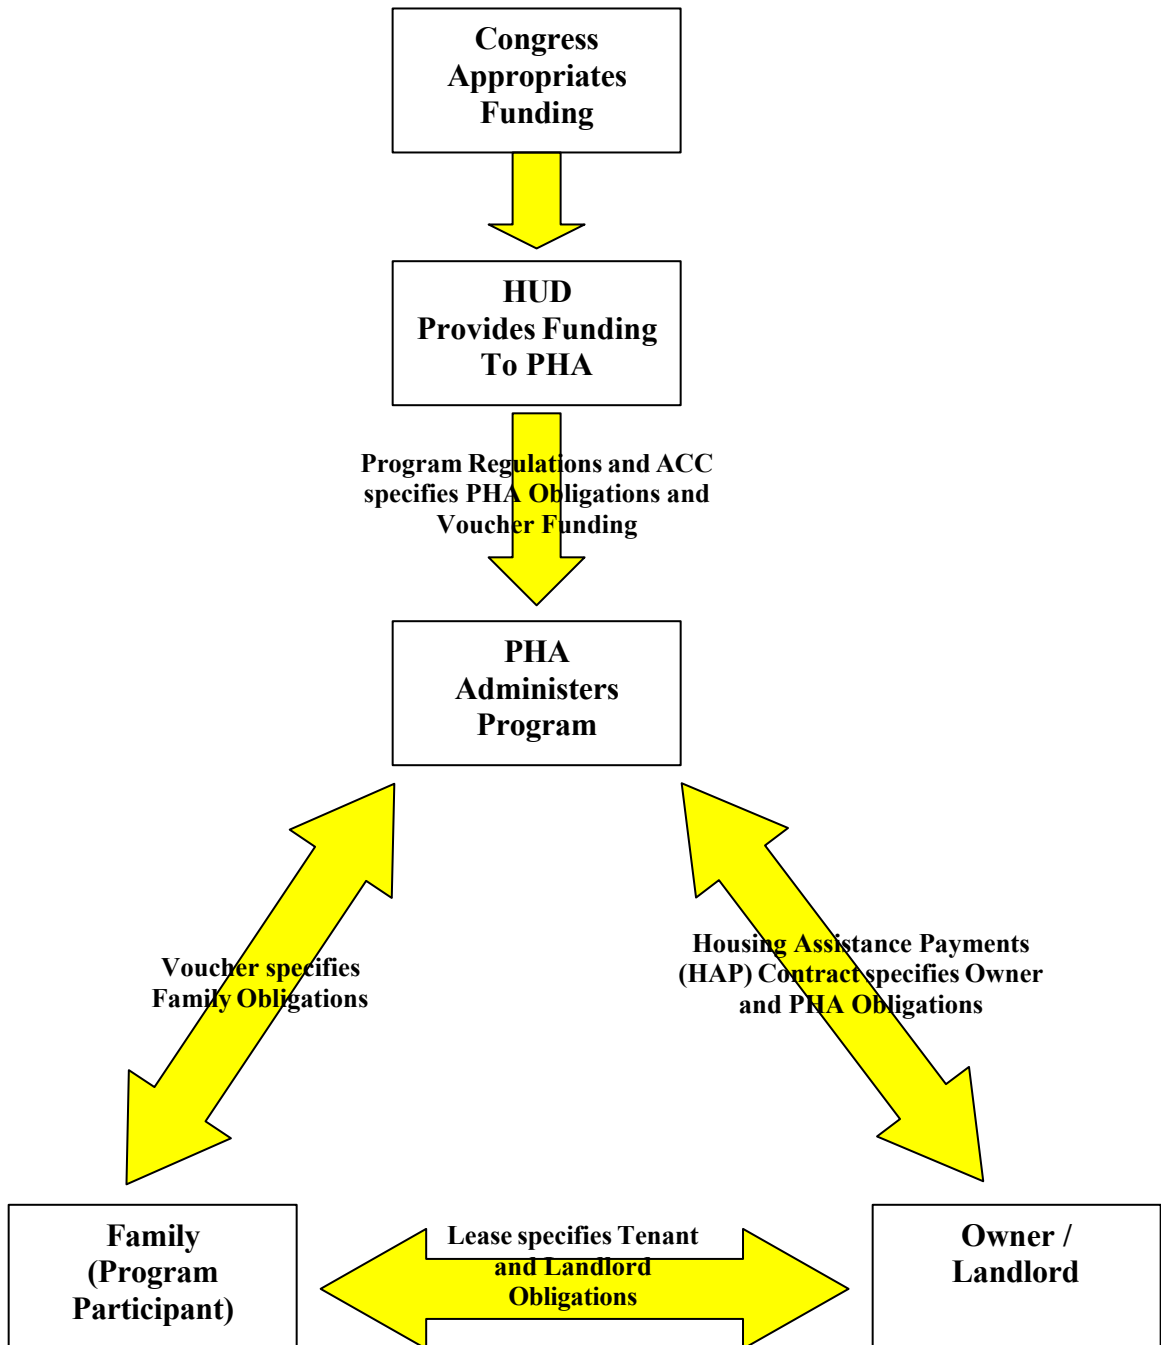 Congress
Appropriates
Funding
HUD
Provides Funding
To PHA
Program Regulations and ACC
specifies PHA Obligations and
Voucher Funding
PHA
Administers
Program
Voucher specifies
Family Obligations
Housing Assistance Payments
(HAP) Contract specifies Owner
and PHA Obligations
Family
(Program
Participant)
Lease specifies Tenant
and Landlord
Obligations
Owner /
Landlord